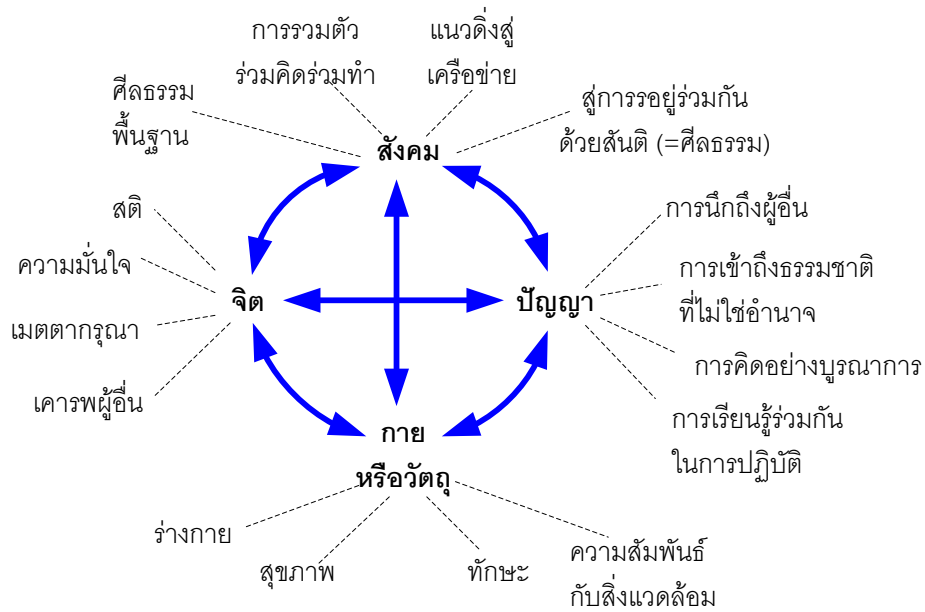 การรวมตัว
ร่วมคิดร่วมทำ
แนวดิ่งสู่
เครือข่าย
ศีลธรรม
พื้นฐาน
สู่การรอยู่ร่วมกัน
ด้วยสันติ (=ศีลธรรม)
สังคม
สติ
ความมั่นใจ
จิต
เมตตากรุณา
เคารพผู้อื่น
การนึกถึงผู้อื่น
การเข้าถึงธรรมชาติ
ที่ไม่ใช่อำนาจ
ปัญญา
การคิดอย่างบูรณาการ
การเรียนรู้ร่วมกัน
ในการปฏิบัติ
กาย
หรือวัตถุ
ร่างกาย
สุขภาพ
ทักษะ
ความสัมพันธ์
กับสิ่งแวดล้อม